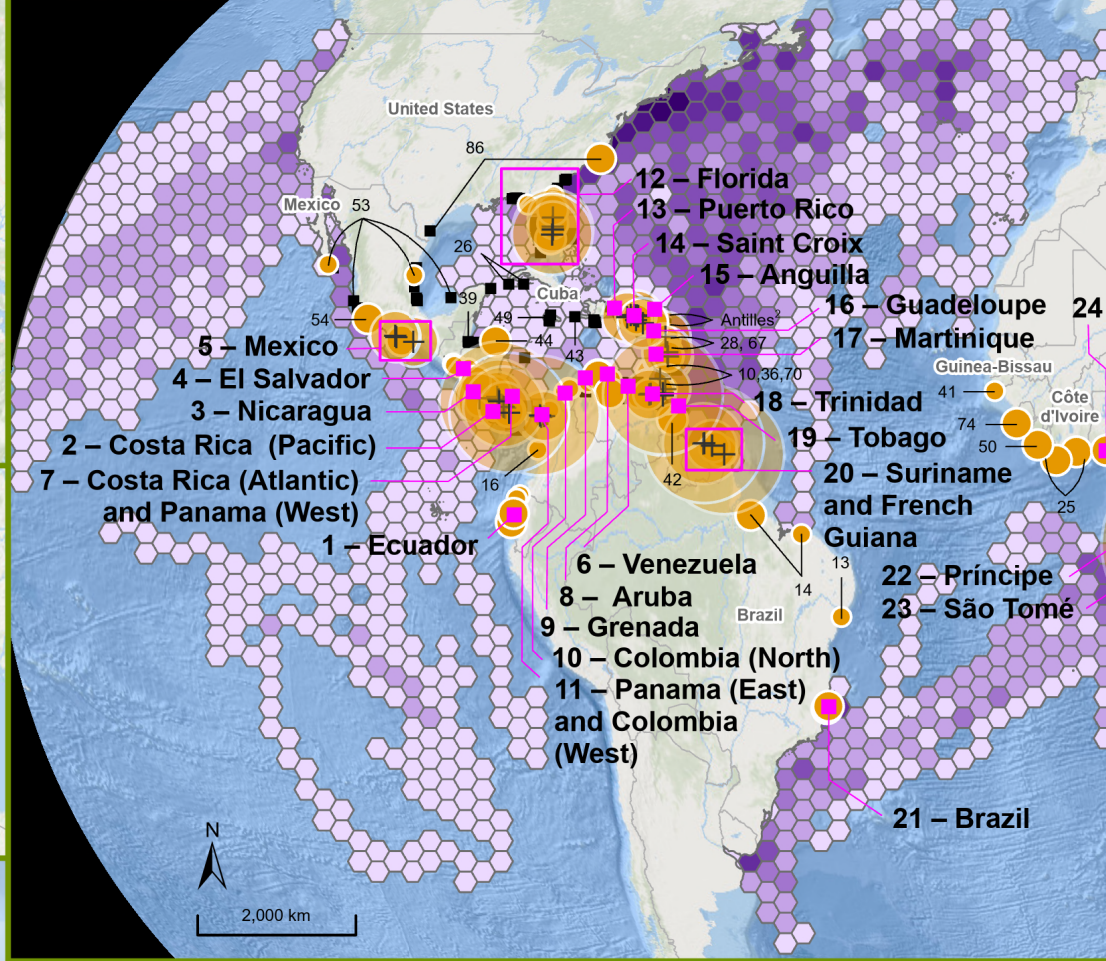 United States
86
12 – Florida
Mexico
53
13 – Puerto Rico
26
14 – Saint Croix
15 – Anguilla
Cuba
39
16 – Guadeloupe
24
54
49
Antilles²
5 – Mexico
44
28, 67
17 – Martinique
43
Guinea-Bissau
4 – El Salvador
10,36,70
41
Côte
d'Ivoire
3 – Nicaragua
18 – Trinidad
74
2 – Costa Rica (Pacific)
19 – Tobago
50
7 – Costa Rica (Atlantic)
and Panama (West)
16
42
20 – Suriname
and French
Guiana
25
1 – Ecuador
6 – Venezuela
13
14
22 – Príncipe
8 – Aruba
23 – São Tomé
Brazil
9 – Grenada
10 – Colombia (North)
11 – Panama (East)
and Colombia
(West)
21 – Brazil
N
2,000 km